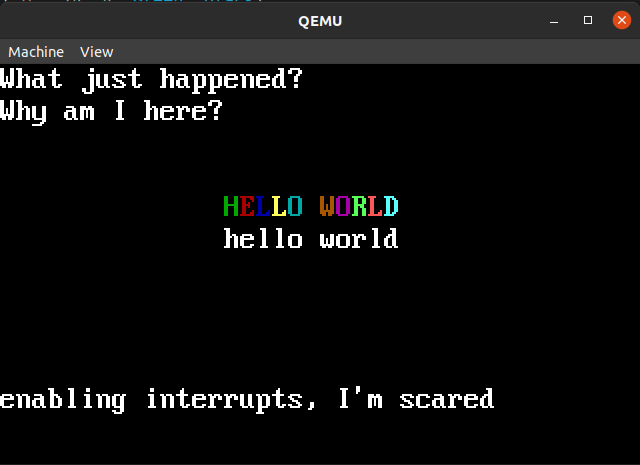 QEMU
Machine View
What just happened?
Why am I here?
HELLO WORLD
hello world
enabling interrupts, I'm scared